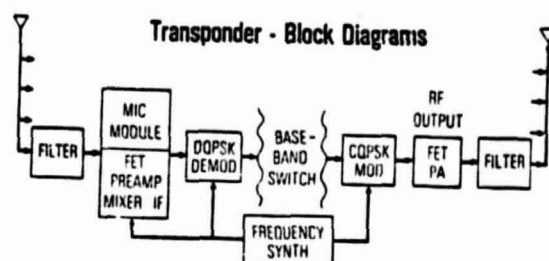 Transponder - Block Diagrams
FILTER
MIC
MODULE
FET
PREAMP
MIXER IF
DQPSK
DEMOD
BASE-
BAND
SWITCH
CQPSK
MOD
RF
OUTPUT
FET
PA
FILTER
FREQUENCY
SYNTH